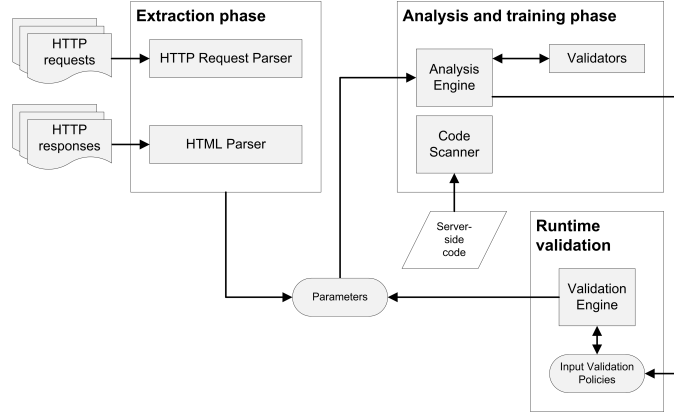 Extraction phase
HTTP
requests
HTTP Request Parser
HTTP
responses
HTML Parser
Analysis and training phase
Analysis
Engine
Validators
Code
Scanner
Server-
side
code
Parameters
Runtime
validation
Validation
Engine
Input Validation
Policies